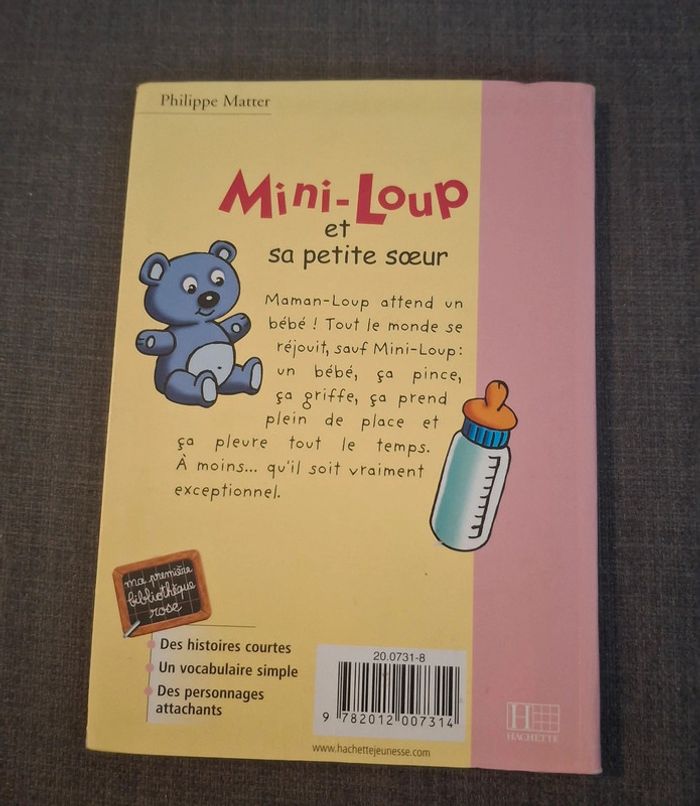 Philippe Matter
Mini-Loup
et
sa petite sœur
Maman-Loup attend un
bébé ! Tout le monde se
réjouit, sauf Mini-Loup :
un bébé, ça pince,
ça griffe, ça prend
plein de place et
ça pleure tout le temps.
À moins... qu'il soit vraiment
exceptionnel.
ma première
bibliothèque
rose
Des histoires courtes
Un vocabulaire simple
Des personnages
attachants
20.0731-8
9 782012 007314
www.hachettejeunesse.com
H
HACHETTE